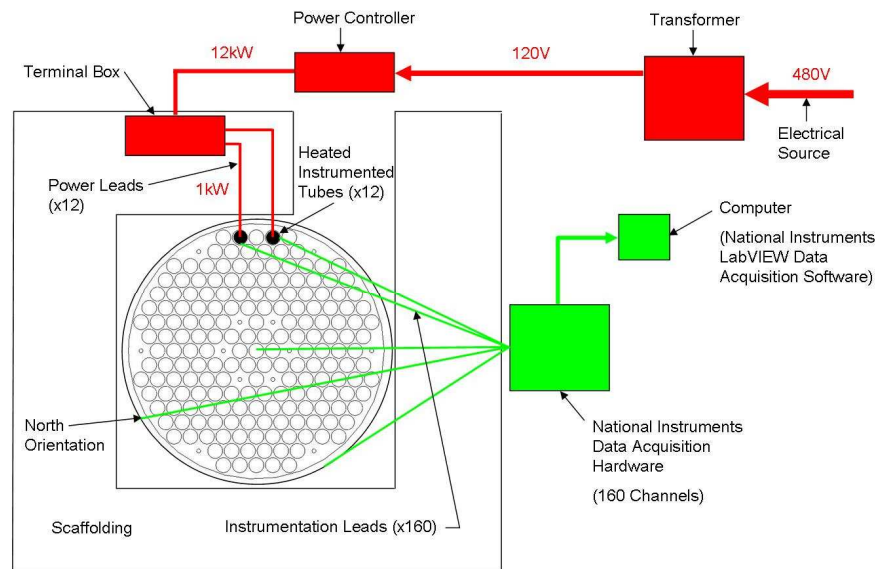 Power Controller
Transformer
12kW
120V
Terminal Box
480V
Heated
Instrumented
Tubes (x12)
Electrical
Source
Power Leads
(x12)
1kW
Computer
(National Instruments
LabVIEW Data
Acquisition Software)
North
Orientation
National Instruments
Data Acquisition
Hardware
(160 Channels)
Scaffolding
Instrumentation Leads (x160)